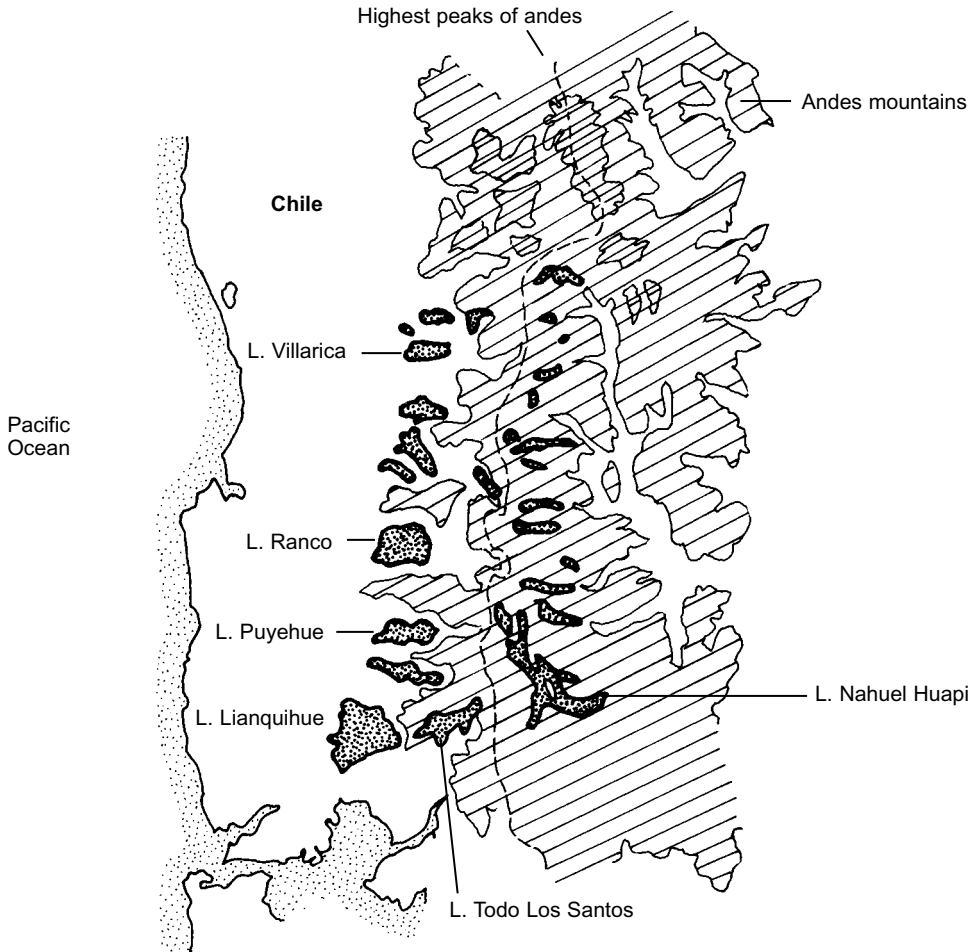 Highest peaks of andes
Andes mountains
Chile
L. Villarica
Pacific
Ocean
L. Ranco
L. Puyehue
L. Nahuel Huapi
L. Lianquihue
L. Todo Los Santos